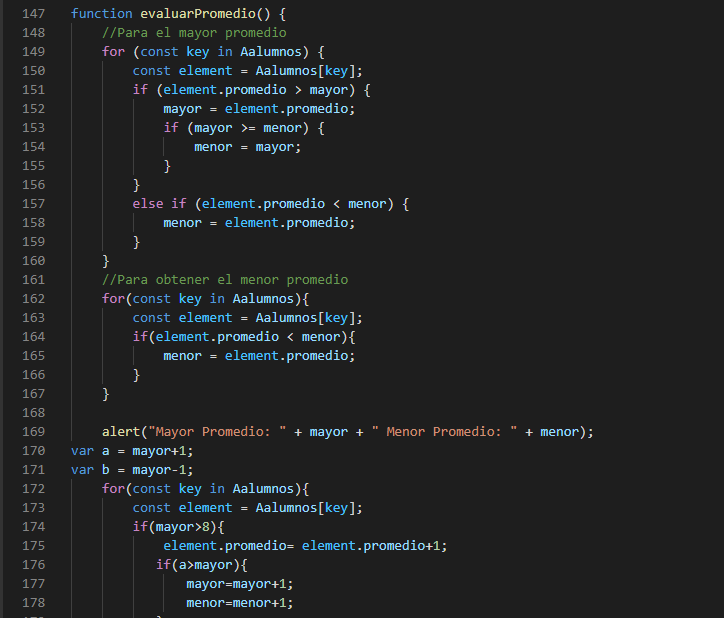 147 function evaluarPromedio() {
148     //Para el mayor promedio
149     for (const key in Aalumnos) {
150         const element = Aalumnos[key];
151         if (element.promedio > mayor) {
152             mayor = element.promedio;
153             if (mayor >= menor) {
154                 menor = mayor;
155             }
156         }
157         else if (element.promedio < menor) {
158             menor = element.promedio;
159         }
160     }
161     //Para obtener el menor promedio
162     for(const key in Aalumnos){
163         const element = Aalumnos[key];
164         if(element.promedio < menor){
165             menor = element.promedio;
166         }
167     }
168
169     alert("Mayor Promedio: " + mayor + " Menor Promedio: " + menor);
170 var a = mayor+1;
171 var b = mayor-1;
172     for(const key in Aalumnos){
173         const element = Aalumnos[key];
174         if(mayor>8){
175             element.promedio= element.promedio+1;
176            if(a>mayor){
177                mayor=mayor+1;
178                menor=menor+1;